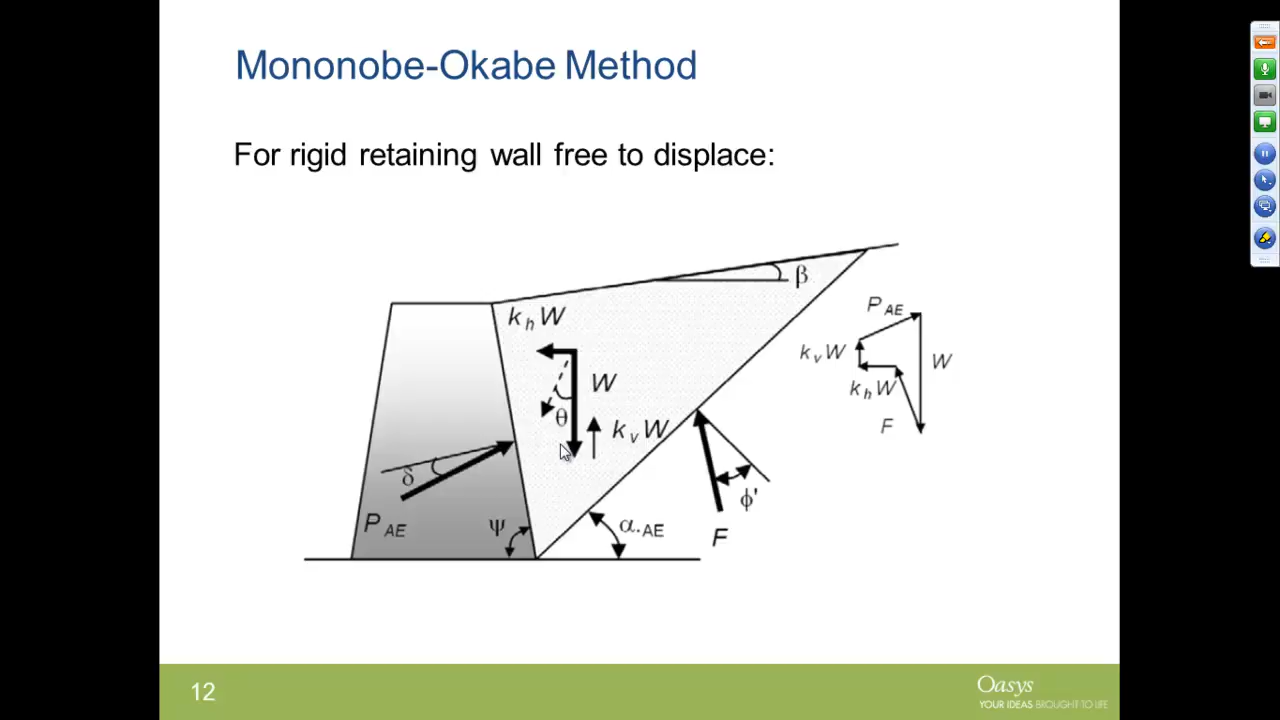 Mononobe-Okabe Method
For rigid retaining wall free to displace:
β
k_h W
W
θ
k_v W
δ
P_AE
ψ
α.AE
ϕ'
F
P_AE
k_v W
W
k_h W
F
12
Oasys
YOUR IDEAS BROUGHT TO LIFE